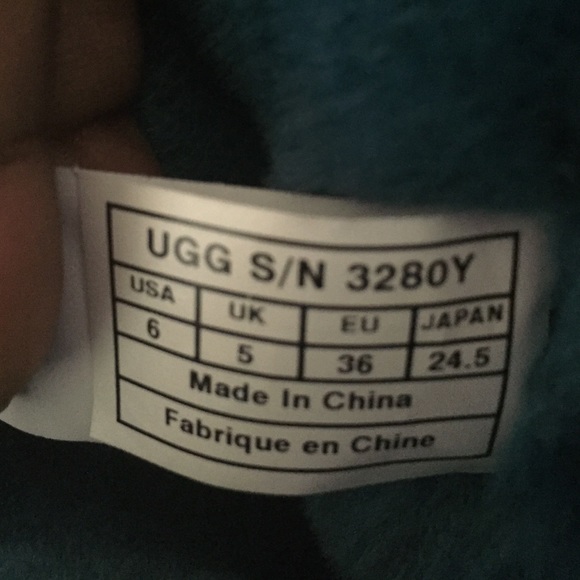 UGG S/N 3280Y
USA UK EU JAPAN
6 5 36 24.5
Made In China
Fabrique en Chine